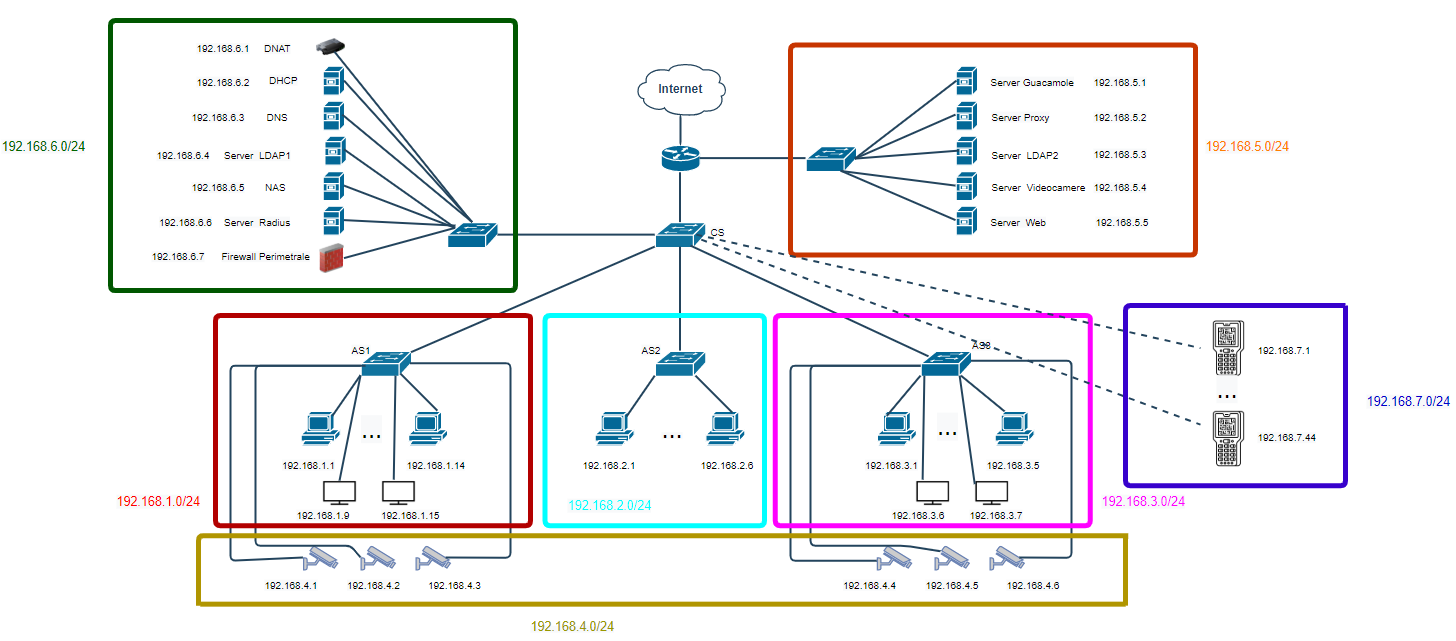 192.168.6.0/24
192.168.6.1 DNAT
192.168.6.2 DHCP
192.168.6.3 DNS
192.168.6.4 Server LDAP1
192.168.6.5 NAS
192.168.6.6 Server Radius
192.168.6.7 Firewall Perimetrale
Internet
CS
Server Guacamole 192.168.5.1
Server Proxy 192.168.5.2
Server LDAP2 192.168.5.3
Server Videocamere 192.168.5.4
Server Web 192.168.5.5
192.168.5.0/24
AS1
...
192.168.1.1 192.168.1.14
192.168.1.9 192.168.1.15
192.168.1.0/24
AS2
...
192.168.2.1 192.168.2.6
192.168.2.0/24
AS3
...
192.168.3.1 192.168.3.5
192.168.3.6 192.168.3.7
192.168.3.0/24
192.168.7.1
...
192.168.7.44
192.168.7.0/24
192.168.4.1 192.168.4.2 192.168.4.3
192.168.4.4 192.168.4.5 192.168.4.6
192.168.4.0/24